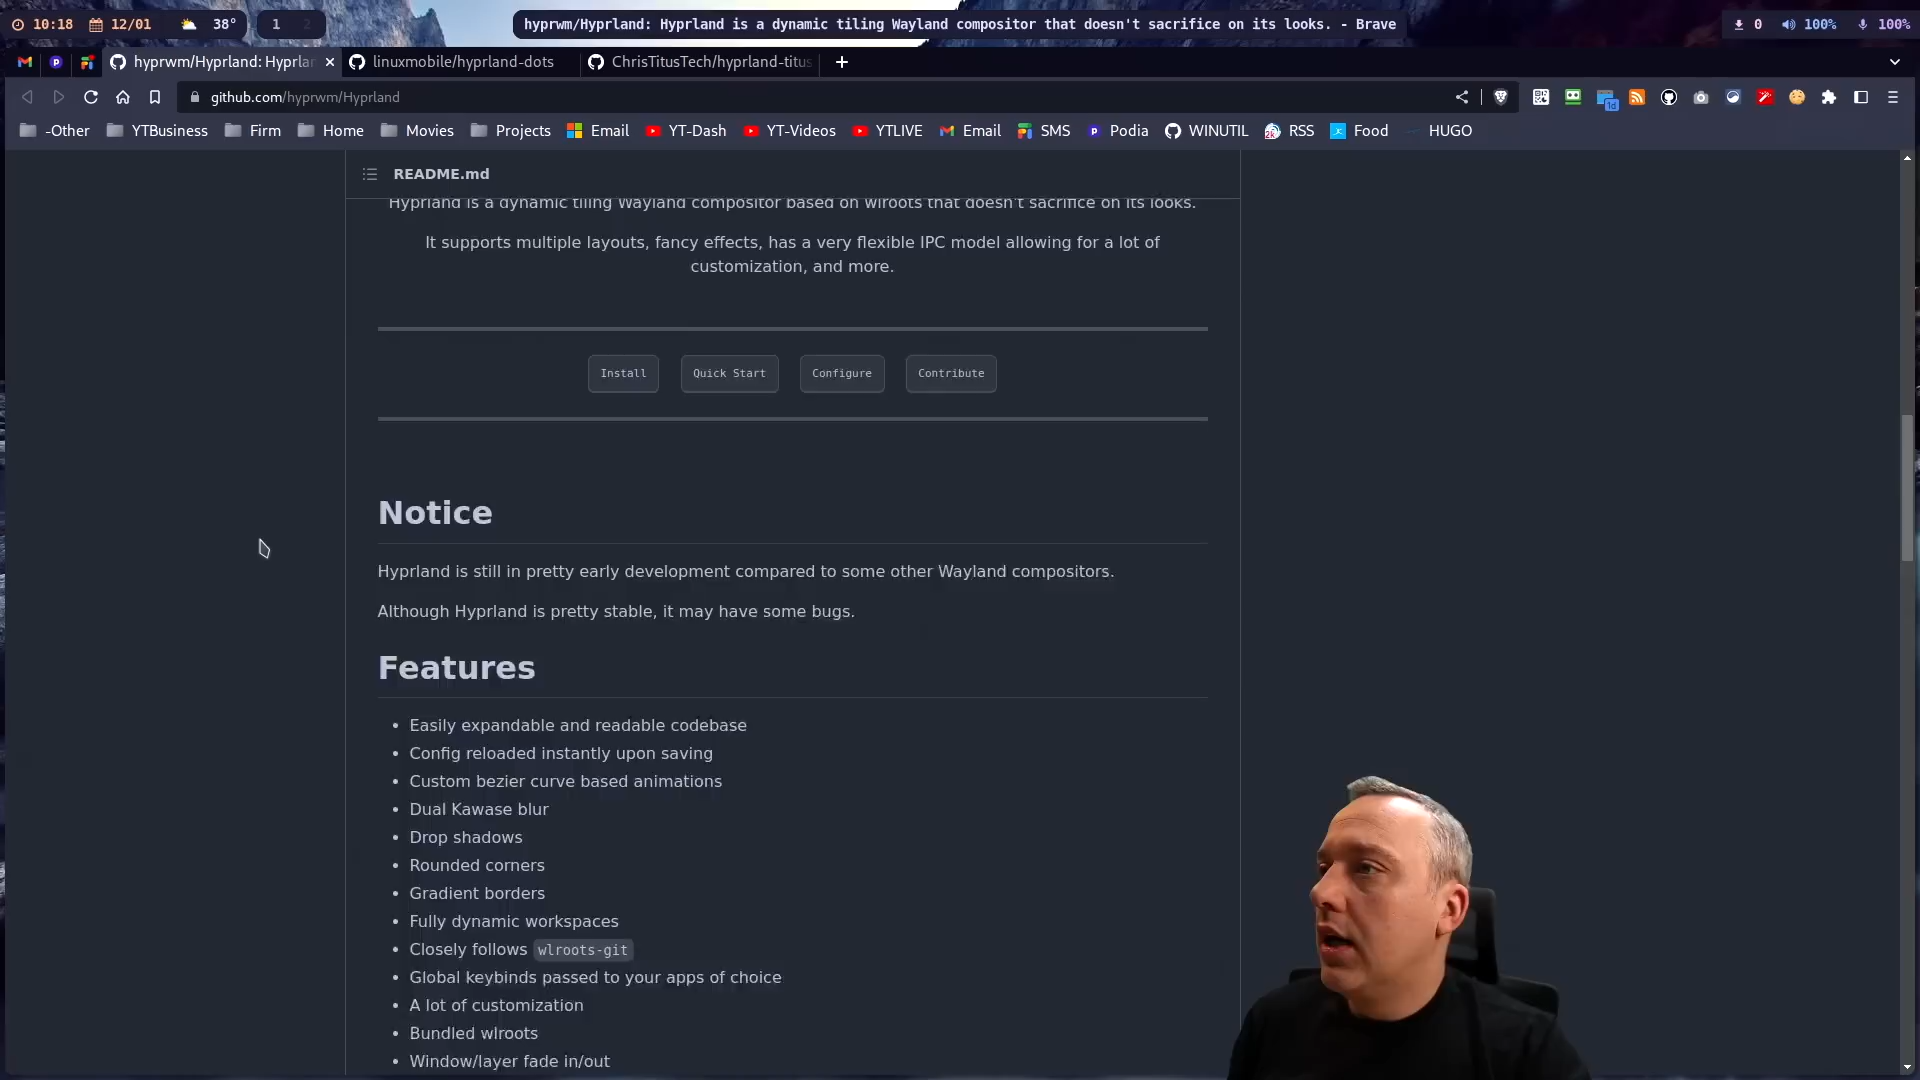 10:18 12/01 38° 1 2 hyprwm/Hyprland: Hyprland is a dynamic tiling Wayland compositor that doesn't sacrifice on its looks. - Brave 0 100% 100%
hyprwm/Hyprland: Hyprla linuxmobile/hyprland-dots ChrisTitusTech/hyprland-titus
github.com/hyprwm/Hyprland 1d
-Other YTBusiness Firm Home Movies Projects Email YT-Dash YT-Videos YTLIVE Email SMS Podia WINUTIL RSS Food HUGO
README.md
Hyprland is a dynamic tiling Wayland compositor based on wlroots that doesn't sacrifice on its looks.
It supports multiple layouts, fancy effects, has a very flexible IPC model allowing for a lot of
customization, and more.
Install Quick Start Configure Contribute
Notice
Hyprland is still in pretty early development compared to some other Wayland compositors.
Although Hyprland is pretty stable, it may have some bugs.
Features
• Easily expandable and readable codebase
• Config reloaded instantly upon saving
• Custom bezier curve based animations
• Dual Kawase blur
• Drop shadows
• Rounded corners
• Gradient borders
• Fully dynamic workspaces
• Closely follows wlroots-git
• Global keybinds passed to your apps of choice
• A lot of customization
• Bundled wlroots
• Window/layer fade in/out